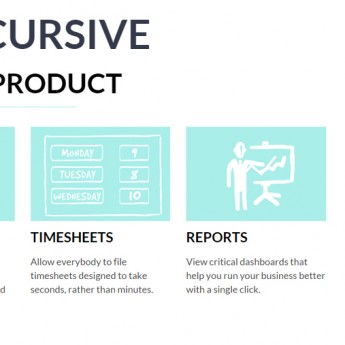 CURSIVE
PRODUCT
MONDAY 9
TUESDAY 8
WEDNESDAY 10
TIMESHEETS
Allow everybody to file
timesheets designed to take
seconds, rather than minutes.
REPORTS
View critical dashboards that
help you run your business better
with a single click.